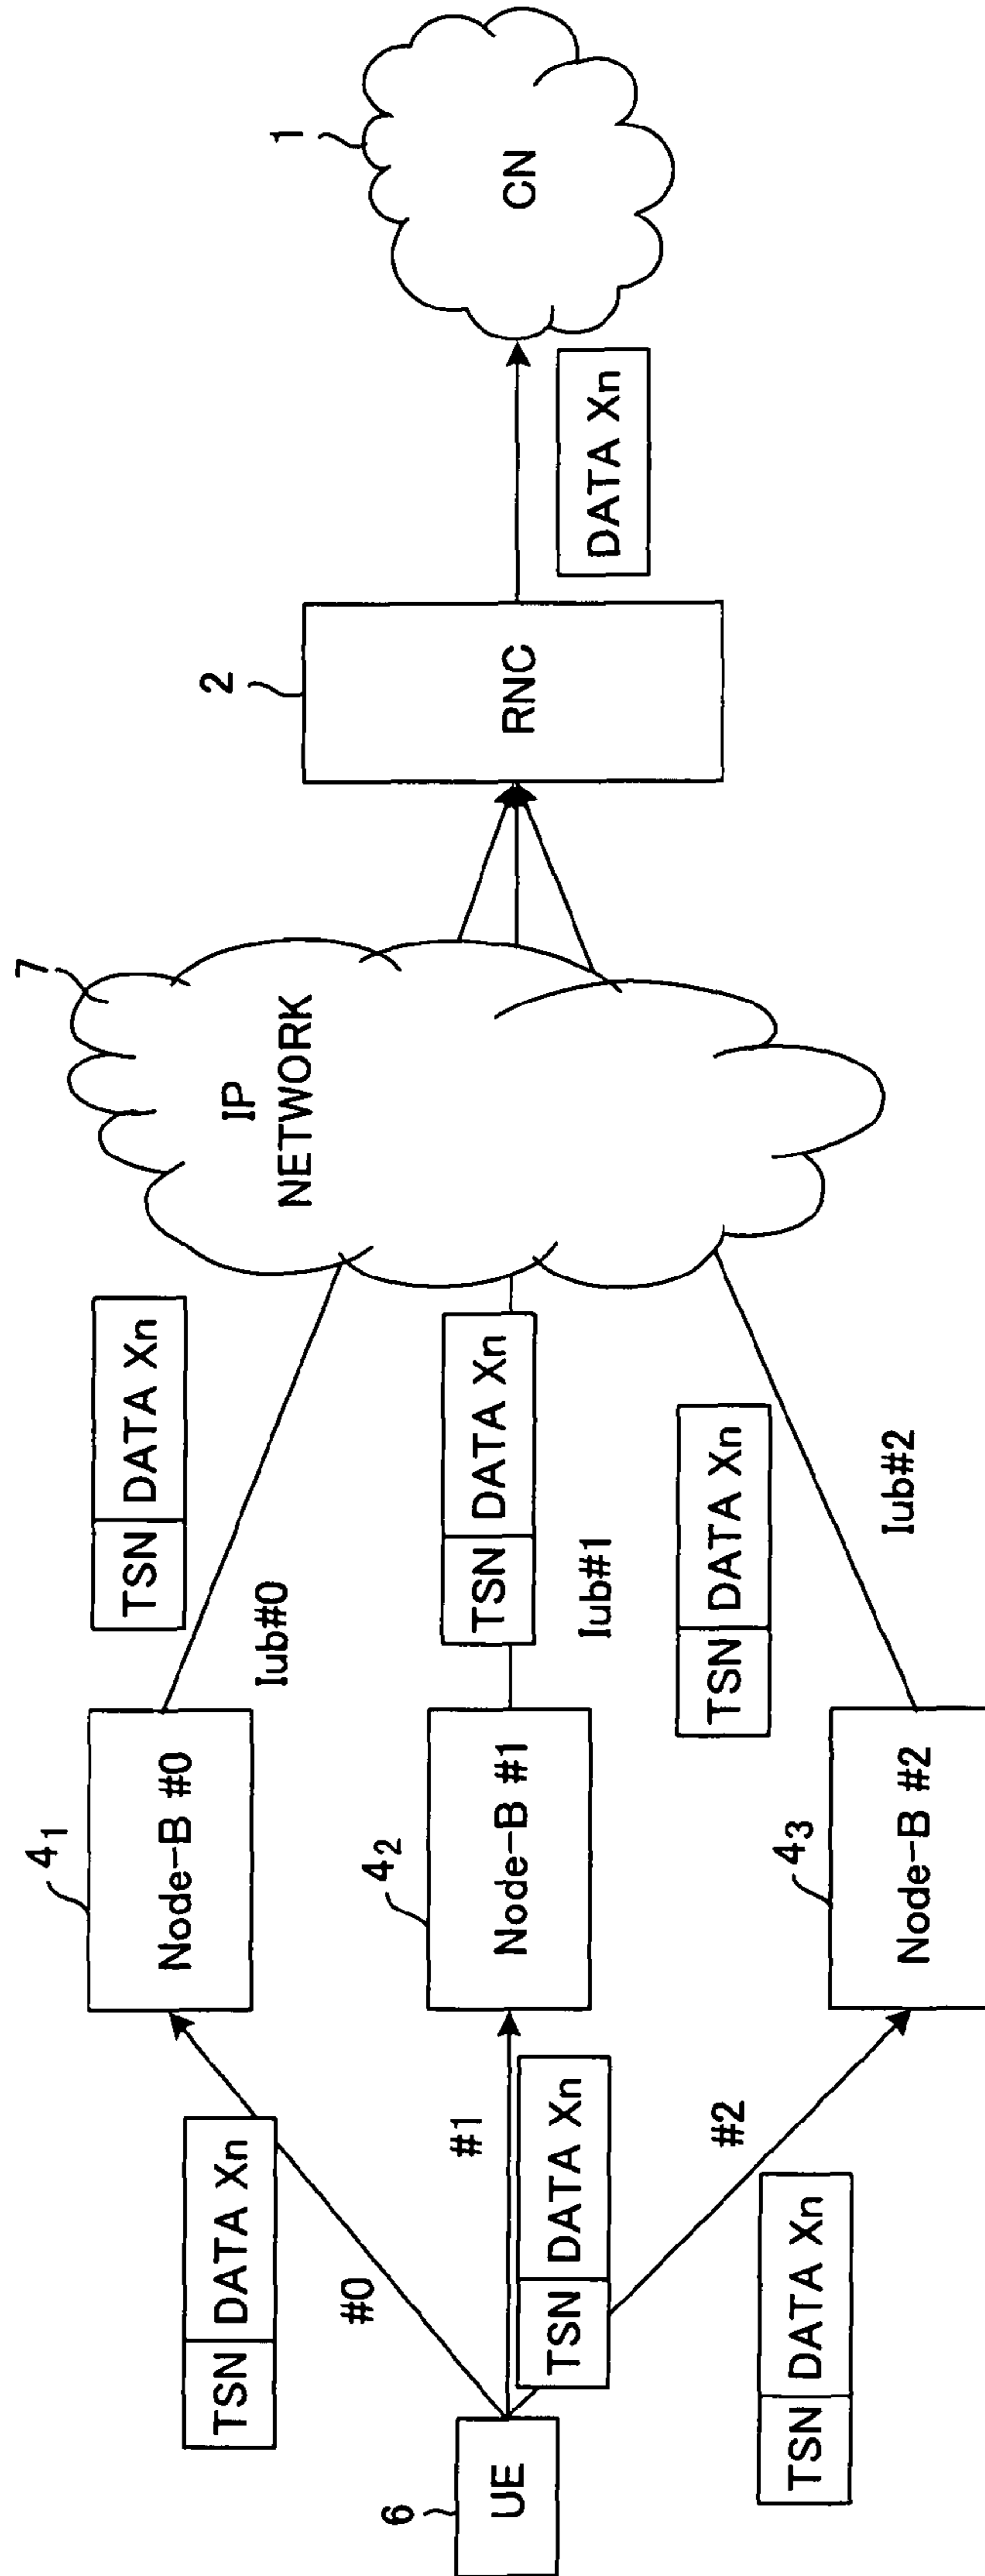 6
UE
TSN DATA Xn
#0
#1
TSN DATA Xn
#2
TSN DATA Xn
4₁
Node-B #0
4₂
Node-B #1
4₃
Node-B #2
TSN DATA Xn
Iub#0
TSN DATA Xn
Iub#1
TSN DATA Xn
Iub#2
7
IP
NETWORK
2
RNC
DATA Xn
1
CN